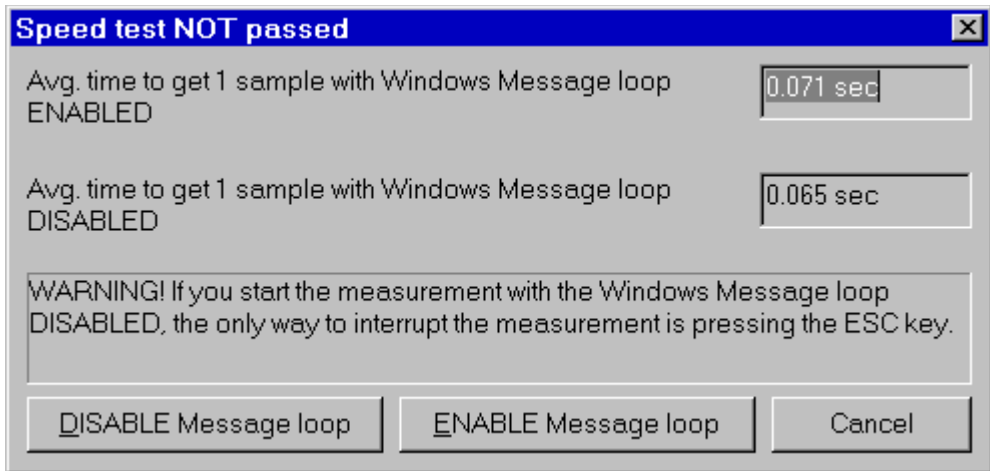 Speed test NOT passed
Avg. time to get 1 sample with Windows Message loop
ENABLED
0.071 sec
Avg. time to get 1 sample with Windows Message loop
DISABLED
0.065 sec
WARNING! If you start the measurement with the Windows Message loop
DISABLED, the only way to interrupt the measurement is pressing the ESC key.
DISABLE Message loop ENABLE Message loop Cancel